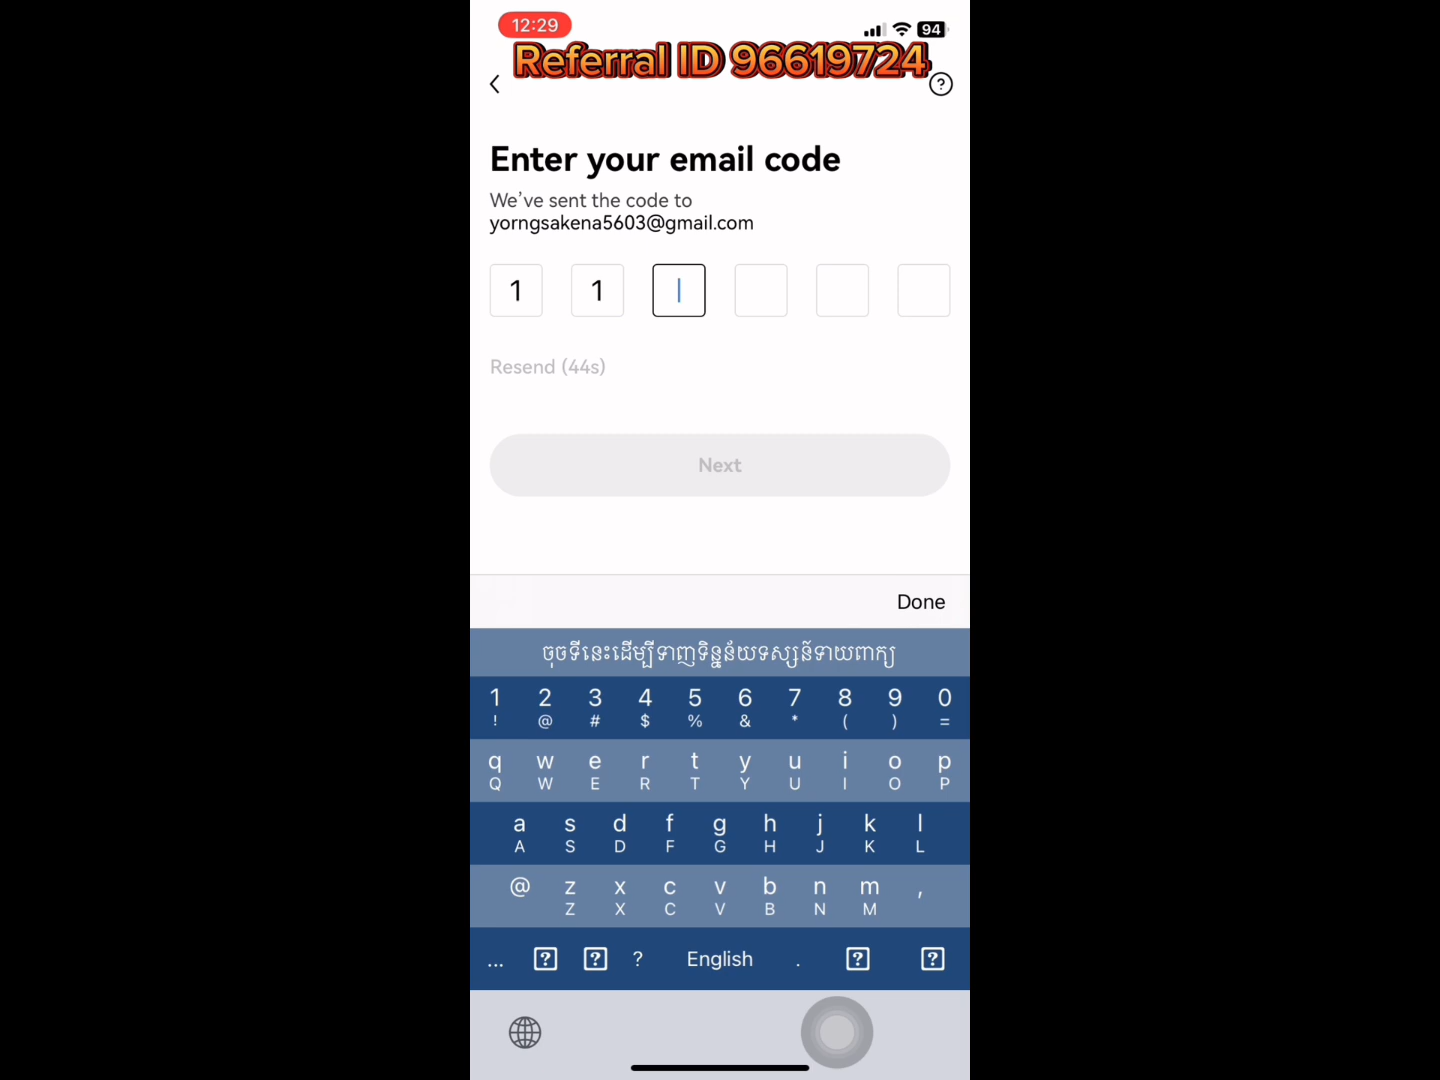 12:29
94
Referral ID 96619724
?
Enter your email code
We’ve sent the code to
yorngsakena5603@gmail.com
1 1
Resend (44s)
Next
Done
ចុចទីនេះដើម្បីទាញទិន្នន័យទស្សន៍ទាយពាក្យ
1 2 3 4 5 6 7 8 9 0
! @ # $ % & * ( ) =
q w e r t y u i o p
Q W E R T Y U I O P
a s d f g h j k l
A S D F G H J K L
@ z x c v b n m ,
Z X C V B N M
... ? ? ? English . ? ?